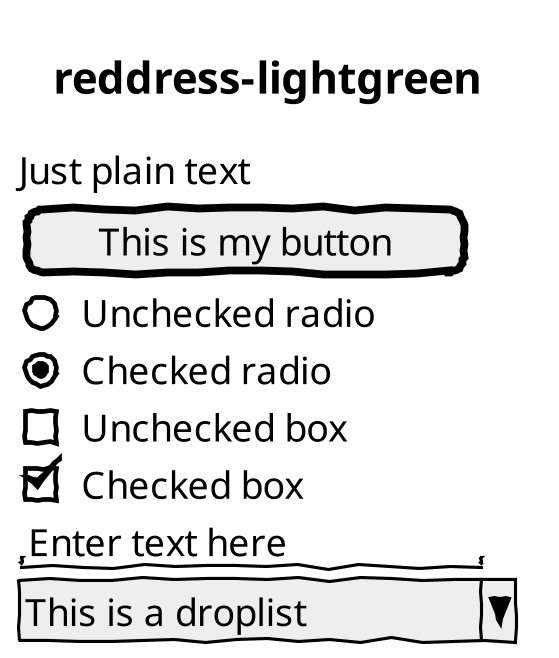 reddress-lightgreen
Just plain text
This is my button
Unchecked radio
Checked radio
Unchecked box
Checked box
Enter text here
This is a droplist